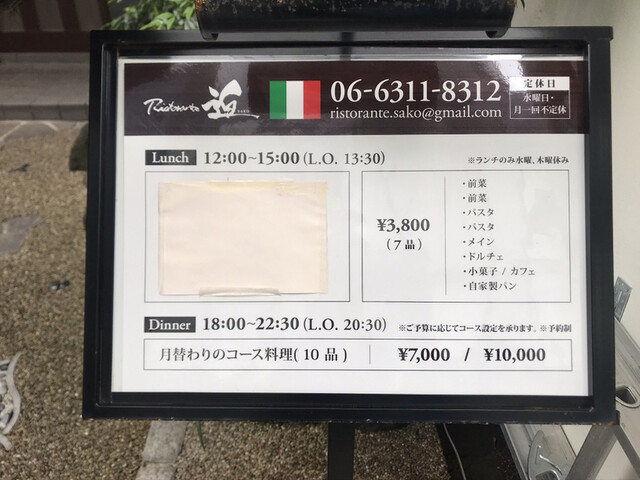 Ristorante 迫 SAKO
06-6311-8312
ristorante.sako@gmail.com
定休日
水曜日・
月一回不定休
Lunch 12:00~15:00(L.O. 13:30)
※ランチのみ水曜、木曜休み
¥3,800
(7品)
・前菜
・前菜
・パスタ
・パスタ
・メイン
・ドルチェ
・小菓子 / カフェ
・自家製パン
Dinner 18:00~22:30(L.O. 20:30)
※ご予算に応じてコース設定を承ります。※予約制
月替わりのコース料理(10品)
¥7,000 / ¥10,000